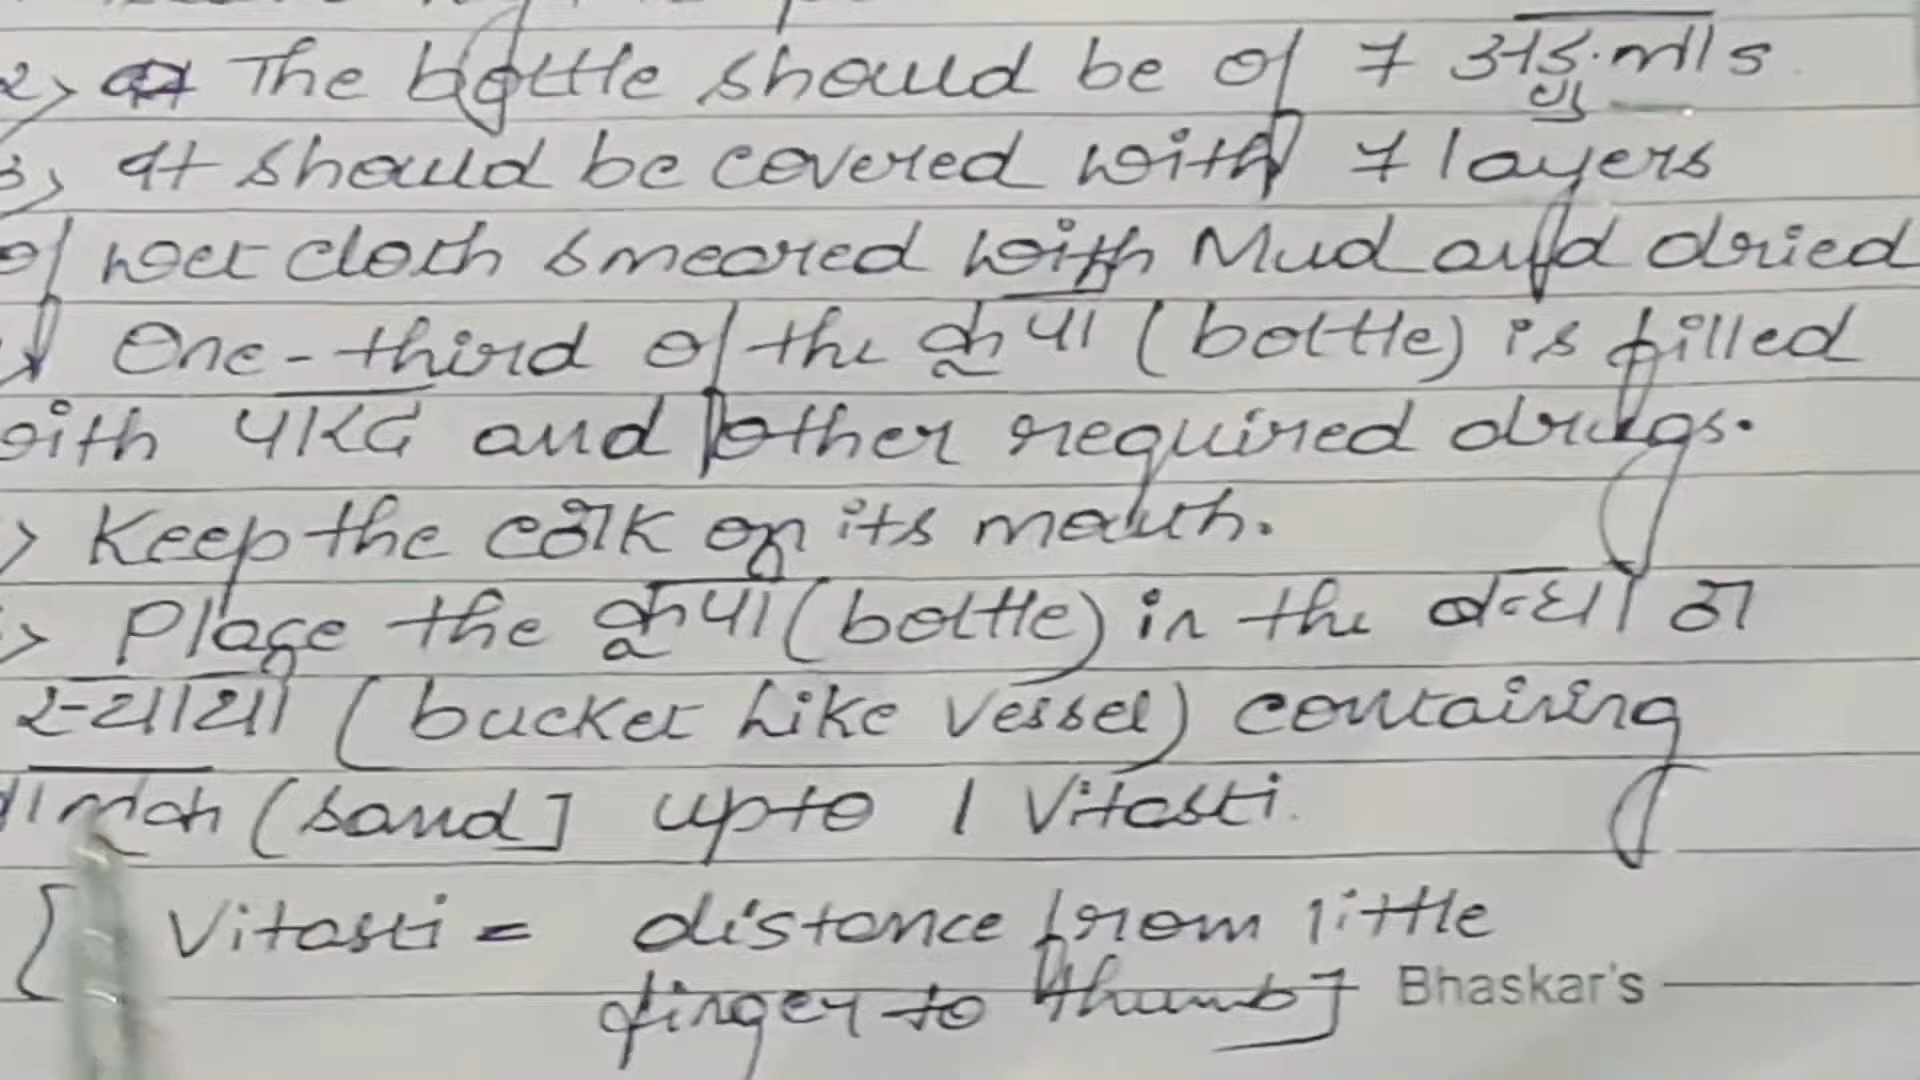 2> The bottle should be of 7
3> It should be covered with 7 layers
of wet cloth smeared with Mud and dried
One-third of the कूपी (bottle) is filled
with पारद and other required drugs.
> Keep the cork on its mouth.
> Place the कूपी (bottle) in the
(bucket Like Vessel) containing
(sand] upto 1 Vitasti.
[ Vitasti = distance from little
finger to thumb]
Bhaskar's